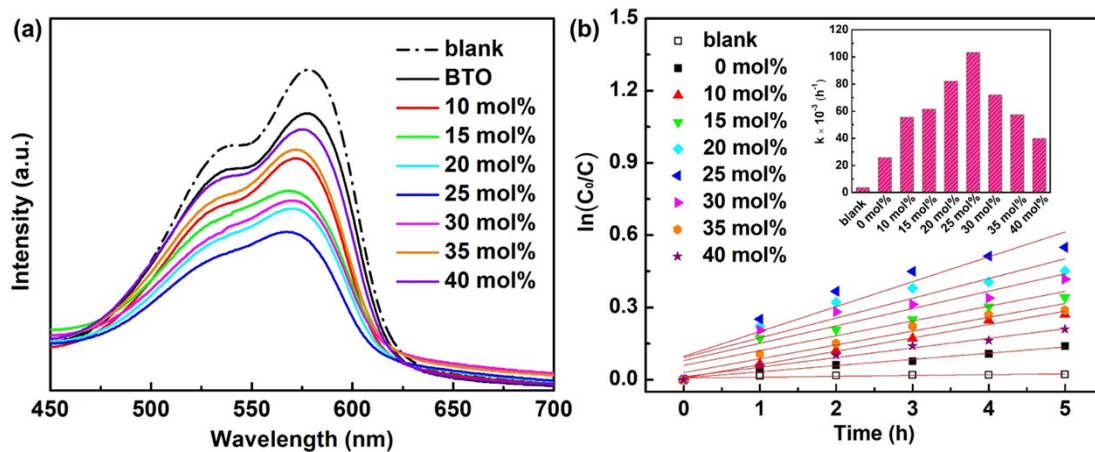 (a)
Intensity (a.u.)
blank
BTO
10 mol%
15 mol%
20 mol%
25 mol%
30 mol%
35 mol%
40 mol%
450 500 550 600 650 700
Wavelength (nm)
(b)
ln(C₀/C)
1.5
1.2
0.9
0.6
0.3
0.0
blank
0 mol%
10 mol%
15 mol%
20 mol%
25 mol%
30 mol%
35 mol%
40 mol%
k × 10⁻³ (h⁻¹)
120
100
80
60
40
20
0
blank
0 mol%
10 mol%
15 mol%
20 mol%
25 mol%
30 mol%
35 mol%
40 mol%
0 1 2 3 4 5
Time (h)